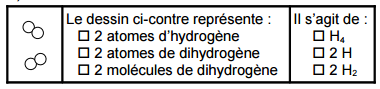 Le dessin ci-contre représente :
☐ 2 atomes d'hydrogène
☐ 2 atomes de dihydrogène
☐ 2 molécules de dihydrogène
Il s'agit de :
☐ H₄
☐ 2 H
☐ 2 H₂